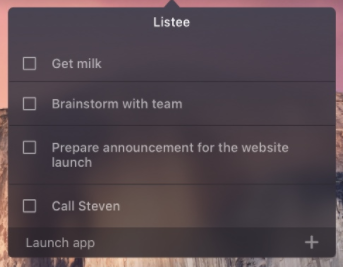 Listee
Get milk
Brainstorm with team
Prepare announcement for the website
launch
Call Steven
Launch app